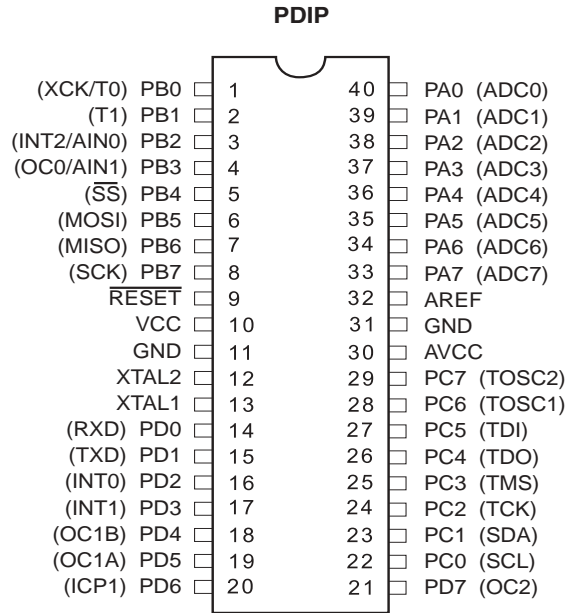 PDIP
(XCK/T0) PB0 1 40 PA0 (ADC0)
(T1) PB1 2 39 PA1 (ADC1)
(INT2/AIN0) PB2 3 38 PA2 (ADC2)
(OC0/AIN1) PB3 4 37 PA3 (ADC3)
(S̅S̅) PB4 5 36 PA4 (ADC4)
(MOSI) PB5 6 35 PA5 (ADC5)
(MISO) PB6 7 34 PA6 (ADC6)
(SCK) PB7 8 33 PA7 (ADC7)
R̅E̅S̅E̅T̅ 9 32 AREF
VCC 10 31 GND
GND 11 30 AVCC
XTAL2 12 29 PC7 (TOSC2)
XTAL1 13 28 PC6 (TOSC1)
(RXD) PD0 14 27 PC5 (TDI)
(TXD) PD1 15 26 PC4 (TDO)
(INT0) PD2 16 25 PC3 (TMS)
(INT1) PD3 17 24 PC2 (TCK)
(OC1B) PD4 18 23 PC1 (SDA)
(OC1A) PD5 19 22 PC0 (SCL)
(ICP1) PD6 20 21 PD7 (OC2)